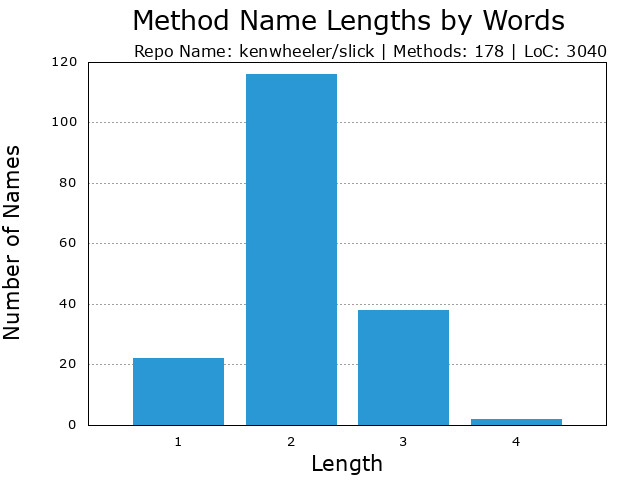 Method Name Lengths by Words
Repo Name: kenwheeler/slick | Methods: 178 | LoC: 3040
120
100
80
60
40
20
0
Number of Names
1 2 3 4
Length